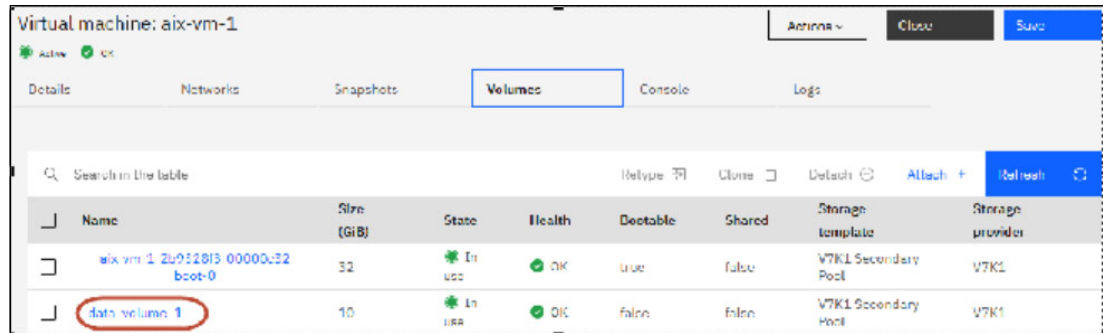 Virtual machine: aix-vm-1
Actions
Close
Save
Active OK
Details Networks Snapshots Volumes Console Logs
Search in the table
Retype Clone Detach Attach + Refresh
Name
Size (GiB)
State
Health
Bootable
Shared
Storage template
Storage provider
boot-0
32
In use
OK
true
false
V7K1 Secondary Pool
V7K1
data_volume_1
10
In use
OK
false
false
V7K1 Secondary Pool
V7K1